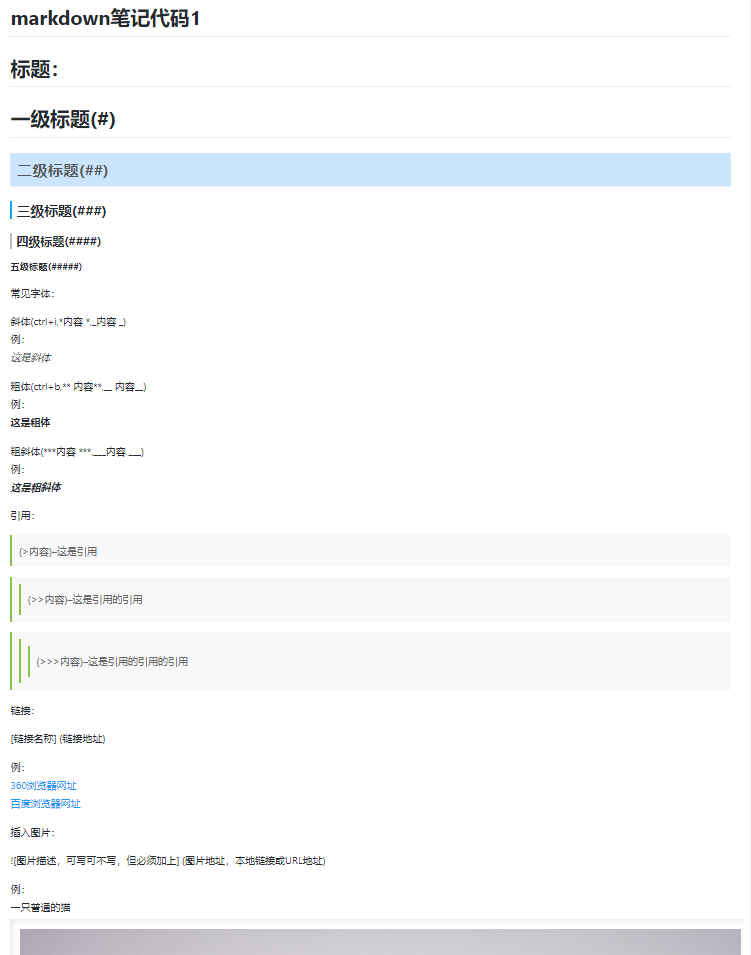 markdown笔记代码1
标题：
一级标题(#)
二级标题(##)
三级标题(###)
四级标题(####)
五级标题(#####)
常见字体：
斜体(ctrl+i,*内容 *,_内容 _)
例：
这是斜体
粗体(ctrl+b,** 内容**,__ 内容__)
例：
这是粗体
粗斜体(***内容 ***,___内容 ___)
例：
这是粗斜体
引用：
(>内容)–这是引用
(>>内容)–这是引用的引用
(>>>内容)–这是引用的引用的引用
链接：
[链接名称] (链接地址)
例：
360浏览器网址
百度浏览器网址
插入图片：
![图片描述，可写可不写，但必须加上] (图片地址，本地链接或URL地址)
例：
一只普通的猫